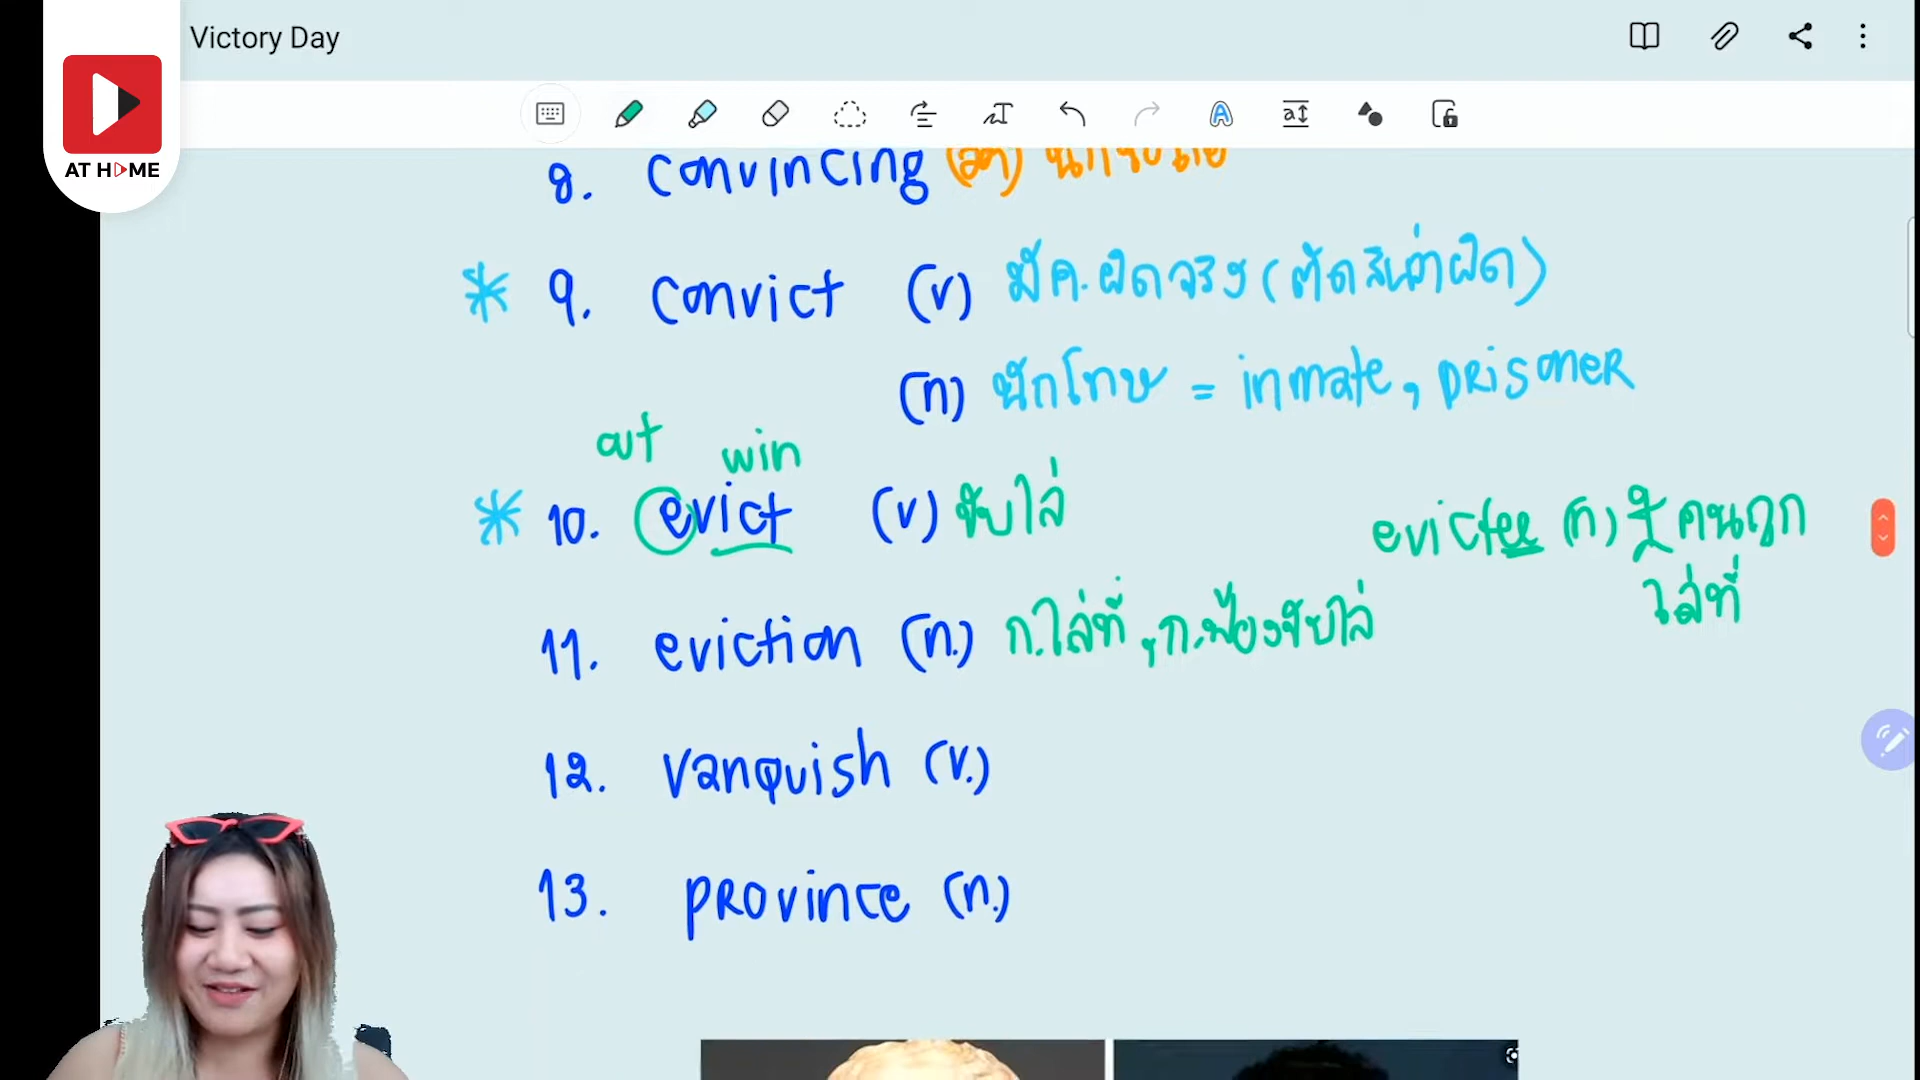 Victory Day
AT HOME
8. convincing
* 9. convict (v) มีค.ผิดจริง (ตัดสินว่าผิด)
(n) นักโทษ = inmate, prisoner
out win
* 10. evict (v) ขับไล่
evictee (n) ผู้ คนถูก
ไล่ที่
11. eviction (n.) ก.ไล่ที่, ก.ฟ้องขับไล่
12. vanquish (v.)
13. province (n.)